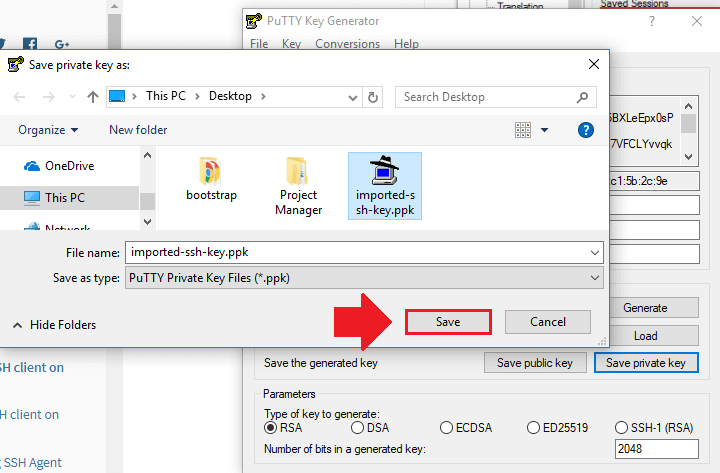 Translation
Saved Sessions
PuTTY Key Generator
?
File Key Conversions Help
Save private key as:
This PC
Desktop
Search Desktop
Organize
New folder
?
OneDrive
This PC
Network
bootstrap
Project
Manager
imported-s
sh-key.ppk
6BXLeEpx0sP
7VFCLYvvqk
c1:5b:2c:9e
File name:
imported-ssh-key.ppk
Save as type:
PuTTY Private Key Files (*.ppk)
Hide Folders
Save
Cancel
Generate
Load
Save the generated key
Save public key
Save private key
Parameters
Type of key to generate:
RSA
DSA
ECDSA
ED25519
SSH-1 (RSA)
Number of bits in a generated key:
2048
SH client on
SH client on
g SSH Agent